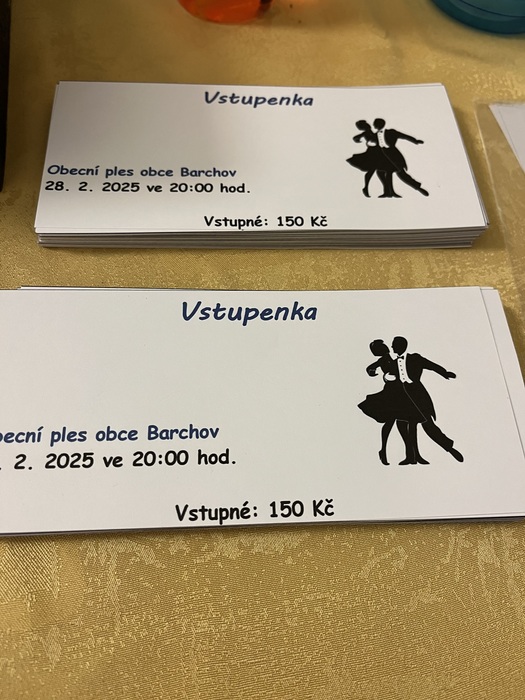 Vstupenka
Obecní ples obce Barchov
28. 2. 2025 ve 20:00 hod.
Vstupné: 150 Kč
Vstupenka
becní ples obce Barchov
. 2. 2025 ve 20:00 hod.
Vstupné: 150 Kč